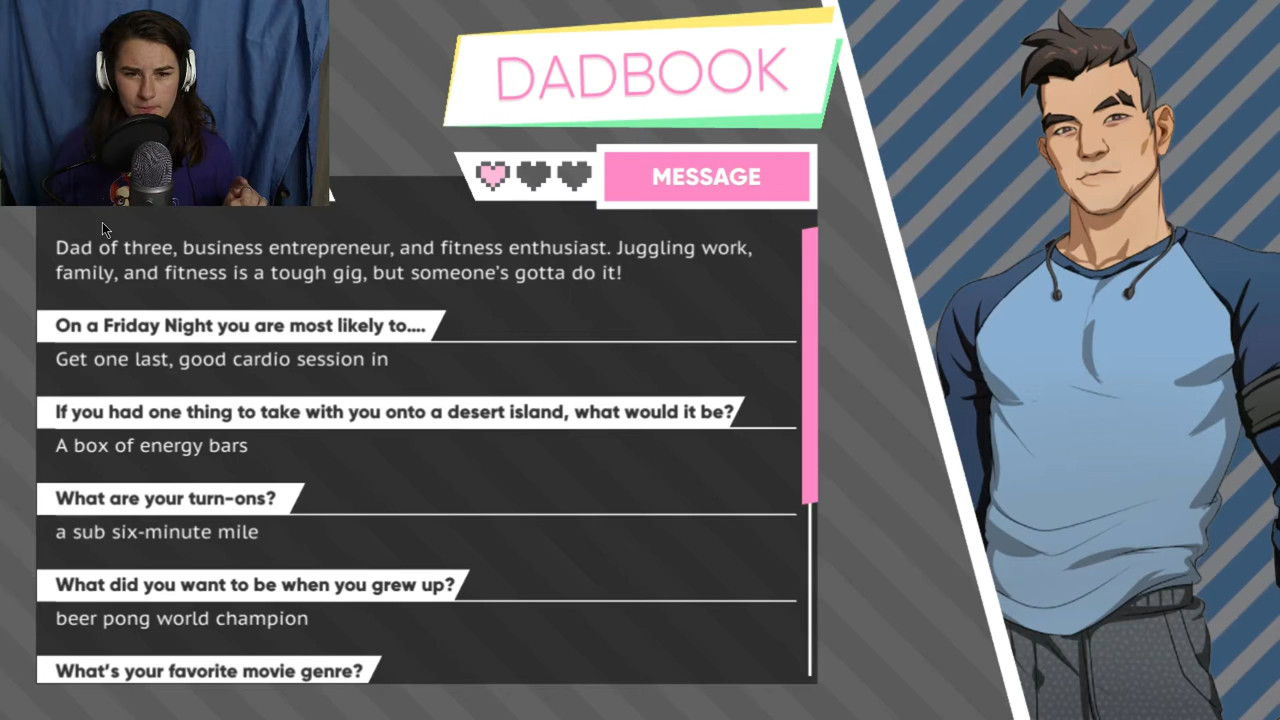 DADBOOK
MESSAGE
Dad of three, business entrepreneur, and fitness enthusiast. Juggling work,
family, and fitness is a tough gig, but someone's gotta do it!
On a Friday Night you are most likely to....
Get one last, good cardio session in
If you had one thing to take with you onto a desert island, what would it be?
A box of energy bars
What are your turn-ons?
a sub six-minute mile
What did you want to be when you grew up?
beer pong world champion
What's your favorite movie genre?